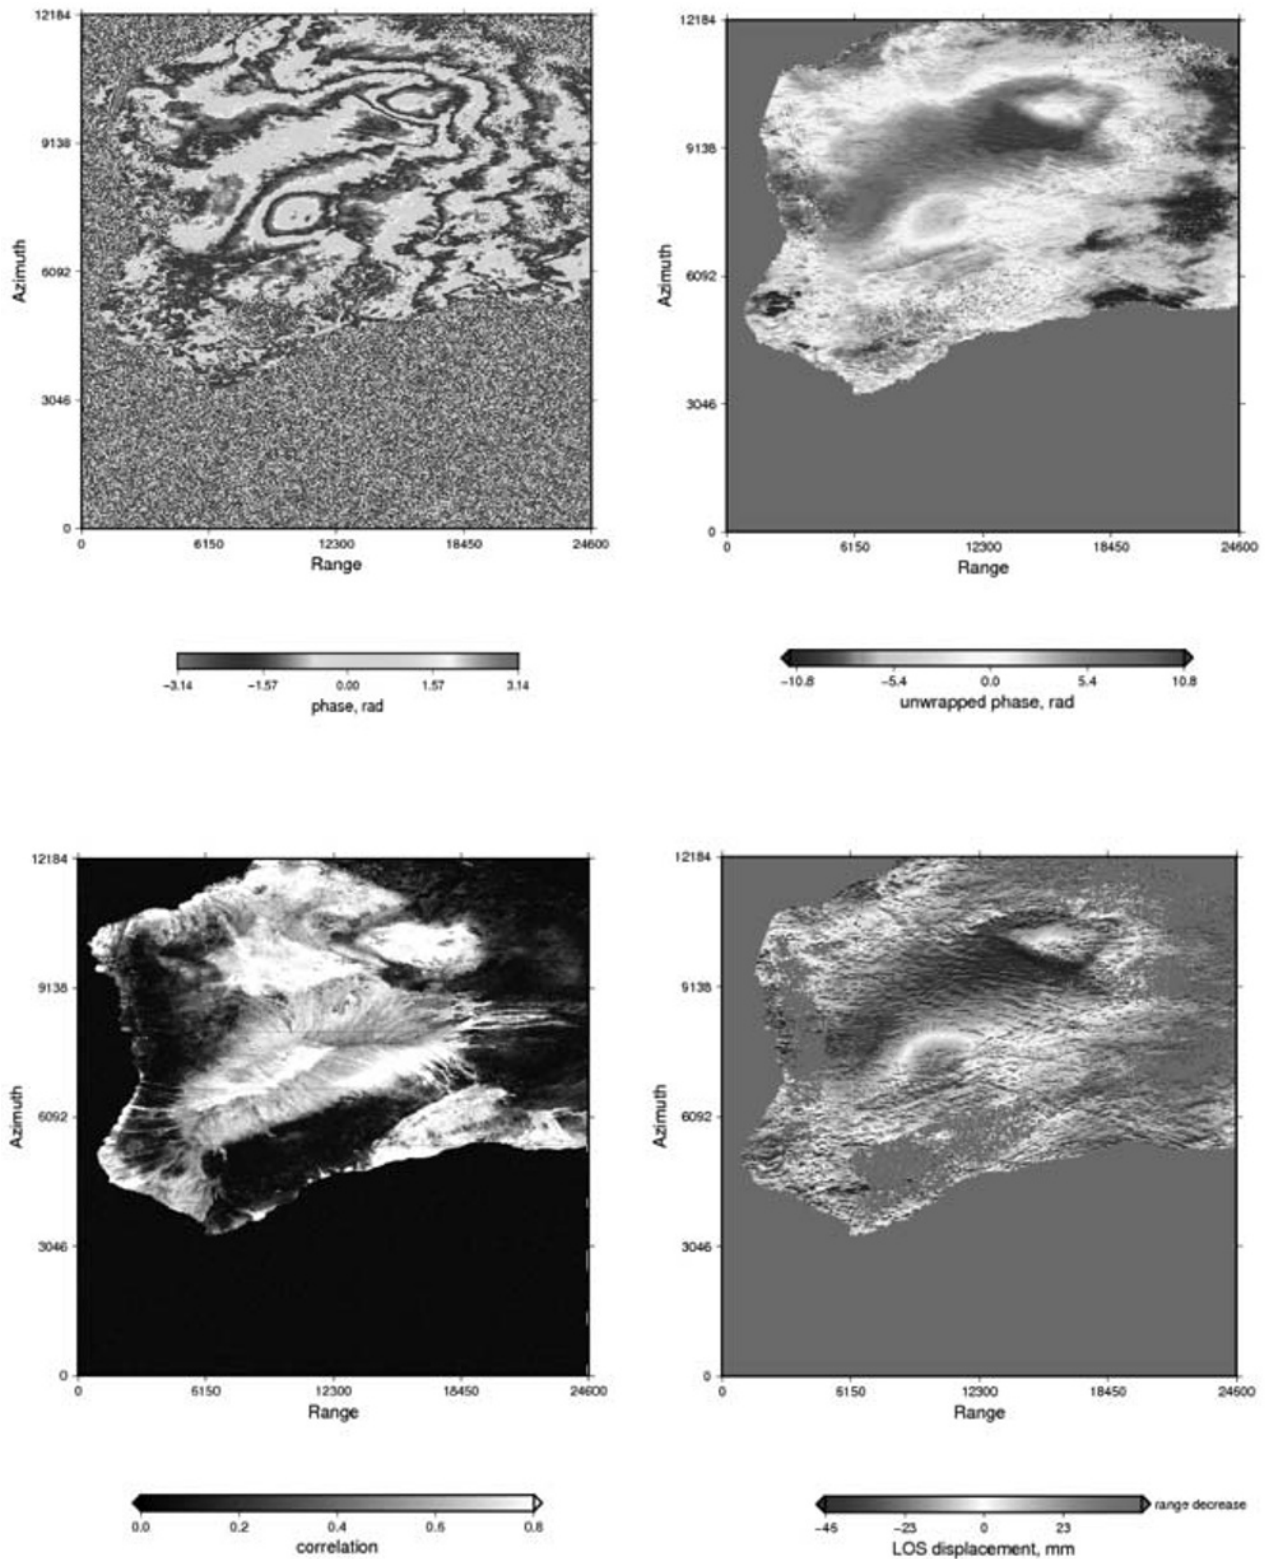 12184
9138
6092
3046
0
Azimuth
0 6150 12300 18450 24600
Range
−3.14 −1.57 0.00 1.57 3.14
phase, rad
12184
9138
6092
3046
0
Azimuth
0 6150 12300 18450 24600
Range
−10.8 −5.4 0.0 5.4 10.8
unwrapped phase, rad
12184
9138
6092
3046
0
Azimuth
0 6150 12300 18450 24600
Range
0.0 0.2 0.4 0.6 0.8
correlation
12184
9138
6092
3046
0
Azimuth
0 6150 12300 18450 24600
Range
range decrease
−46 −23 0 23
LOS displacement, mm